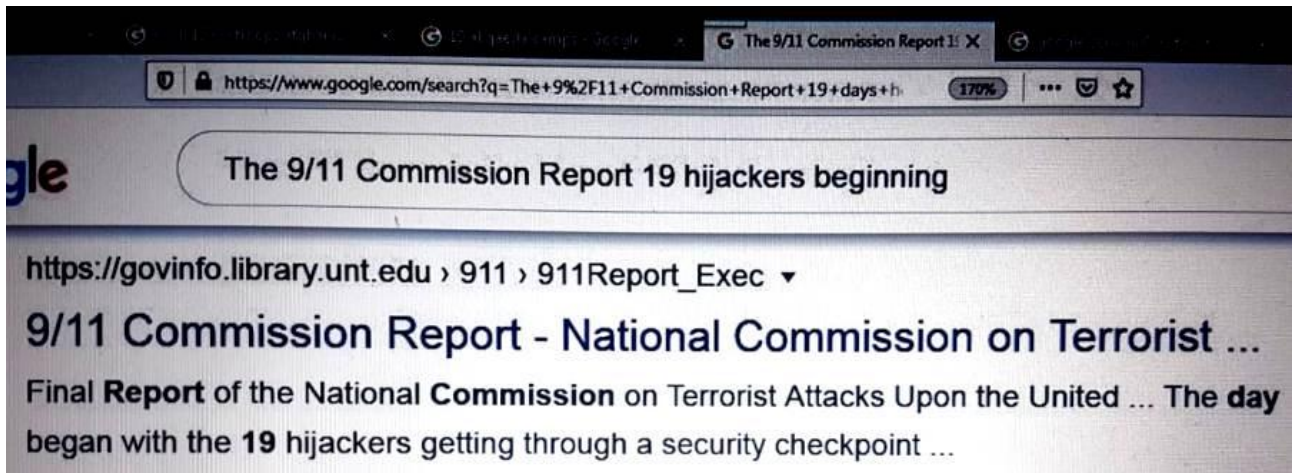 The 9/11 Commission Report 1
https://www.google.com/search?q=The+9%2F11+Commission+Report+19+days+h
170%
gle
The 9/11 Commission Report 19 hijackers beginning
https://govinfo.library.unt.edu › 911 › 911Report_Exec
9/11 Commission Report - National Commission on Terrorist ...
Final Report of the National Commission on Terrorist Attacks Upon the United ... The day
began with the 19 hijackers getting through a security checkpoint ...